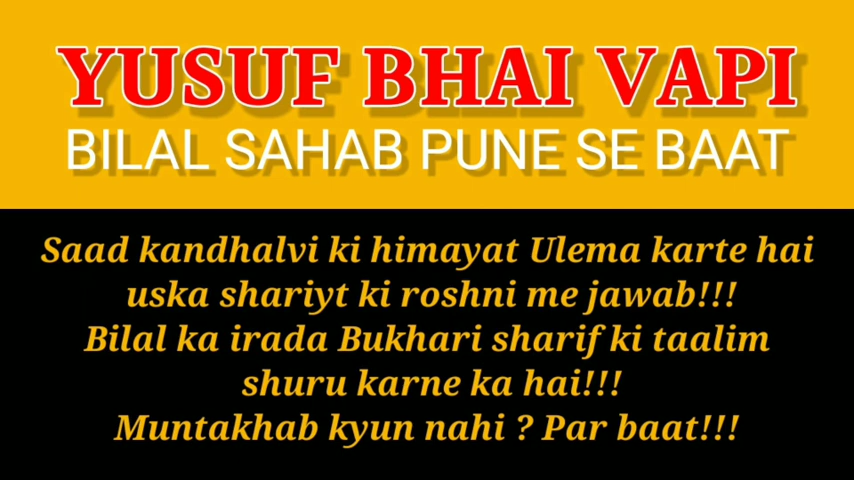 YUSUF BHAI VAPI
BILAL SAHAB PUNE SE BAAT
Saad kandhalvi ki himayat Ulema karte hai
uska shariyt ki roshni me jawab!!!
Bilal ka irada Bukhari sharif ki taalim
shuru karne ka hai!!!
Muntakhab kyun nahi ? Par baat!!!